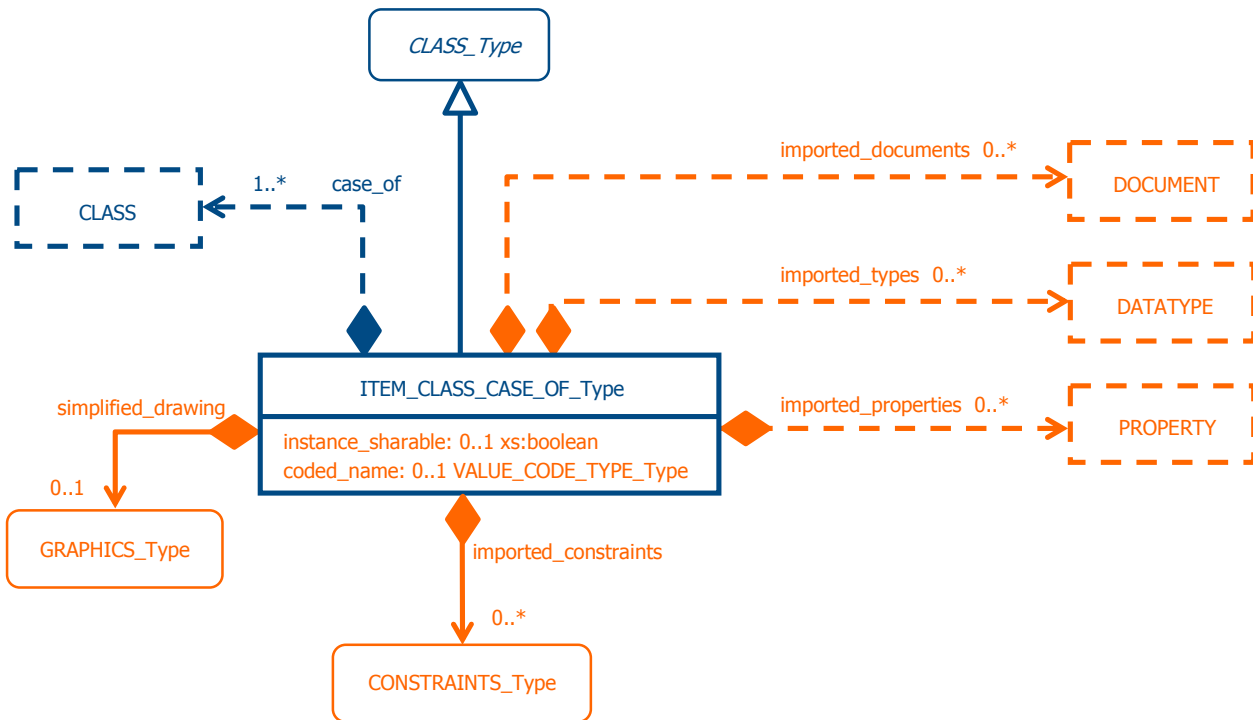 CLASS_Type
imported_documents 0..*
DOCUMENT
1..* case_of
CLASS
imported_types 0..*
DATATYPE
ITEM_CLASS_CASE_OF_Type
simplified_drawing
imported_properties 0..*
PROPERTY
instance_sharable: 0..1 xs:boolean
coded_name: 0..1 VALUE_CODE_TYPE_Type
0..1
GRAPHICS_Type
imported_constraints
0..*
CONSTRAINTS_Type